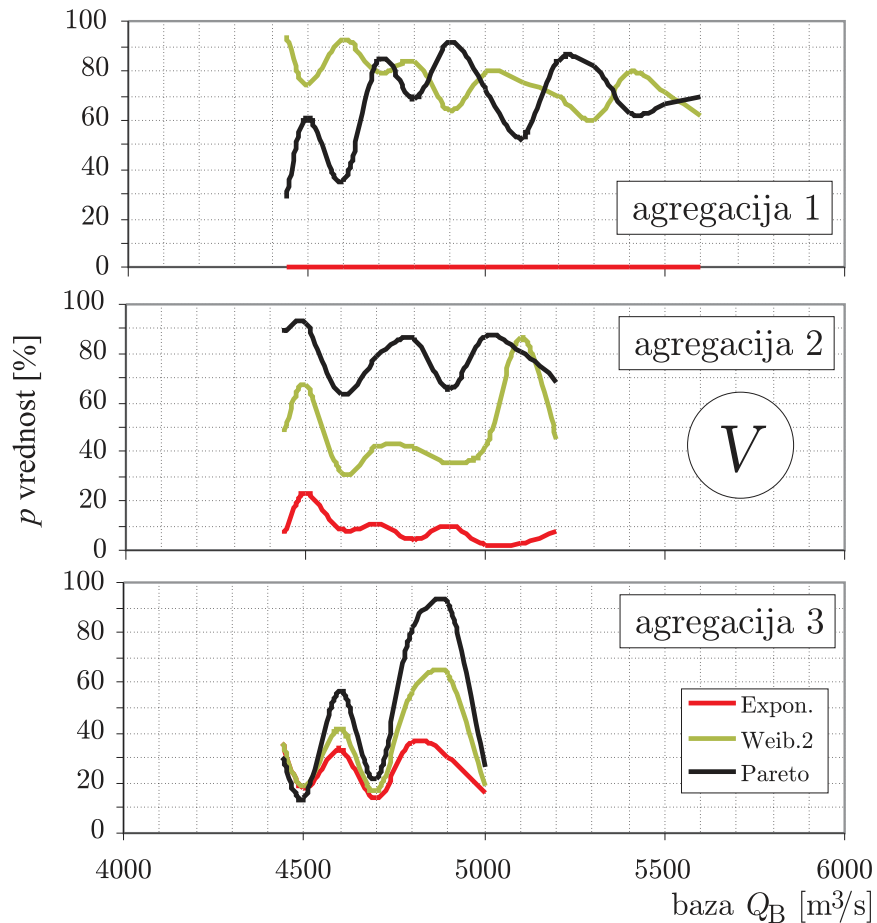 100
80
60
40
20
0
agregacija 1
100
80
60
40
20
0
agregacija 2
V
p vrednost [%]
100
80
60
40
20
0
agregacija 3
Expon.
Weib.2
Pareto
4000 4500 5000 5500 6000
baza Q_B [m³/s]